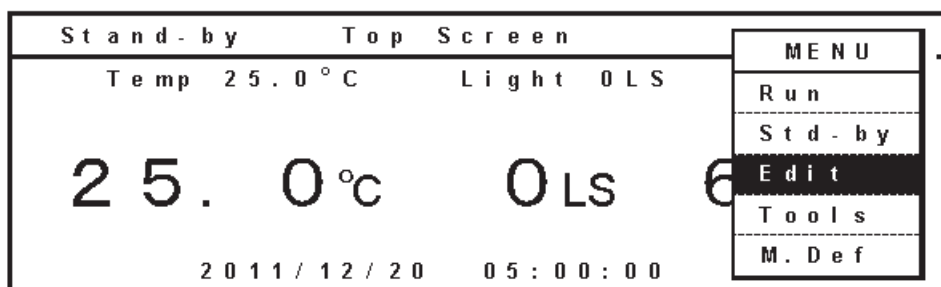 Stand-by Top Screen
Temp 25.0°C Light 0LS
25.0℃ 0LS 6
2011/12/20 05:00:00
MENU
Run
Std-by
Edit
Tools
M.Def